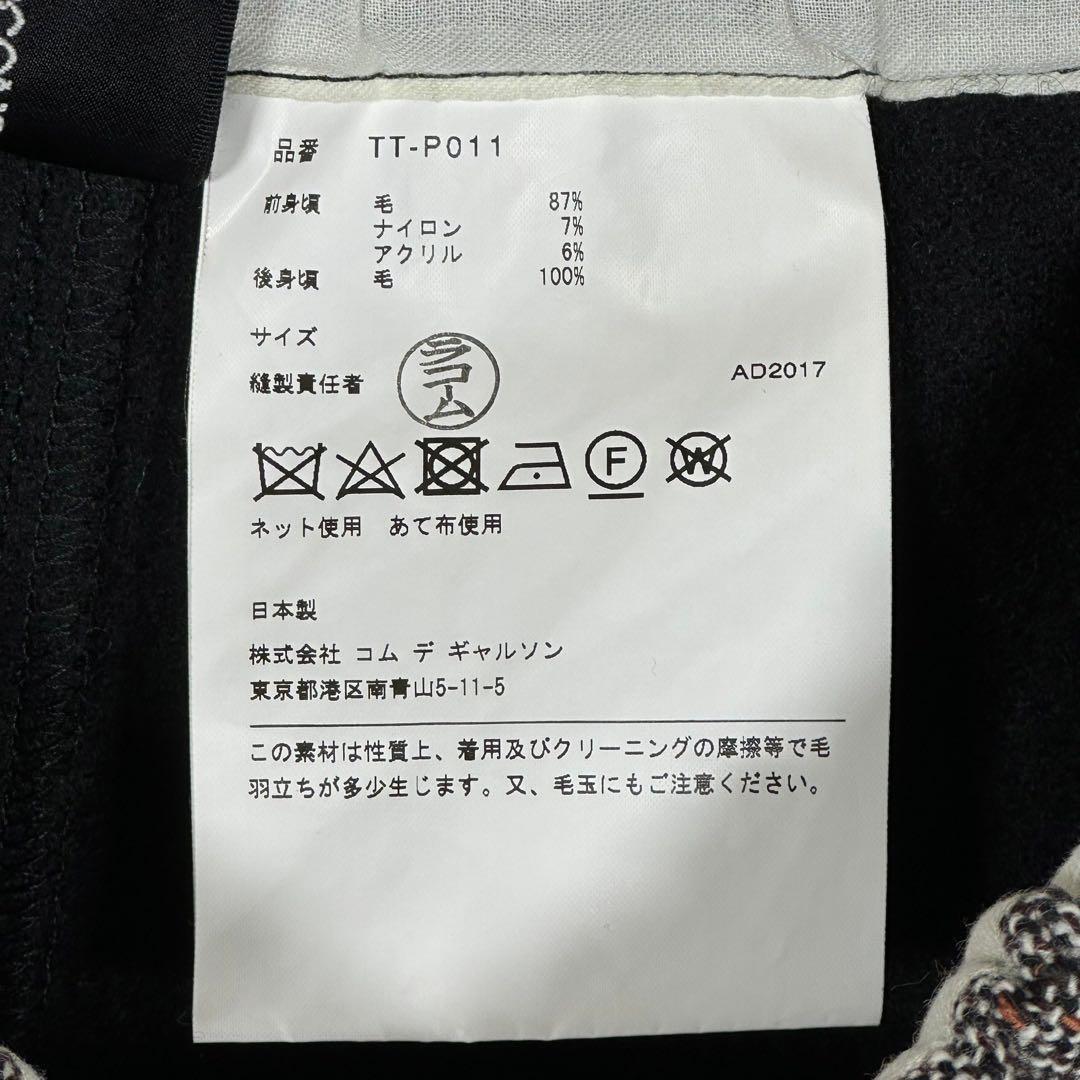 品番 TT-P011
前身頃 毛 87%
ナイロン 7%
アクリル 6%
後身頃 毛 100%
サイズ
縫製責任者 ラコーム AD2017
F W
ネット使用 あて布使用
日本製
株式会社 コム デ ギャルソン
東京都港区南青山5-11-5
この素材は性質上、着用及びクリーニングの摩擦等で毛
羽立ちが多少生じます。又、毛玉にもご注意ください。